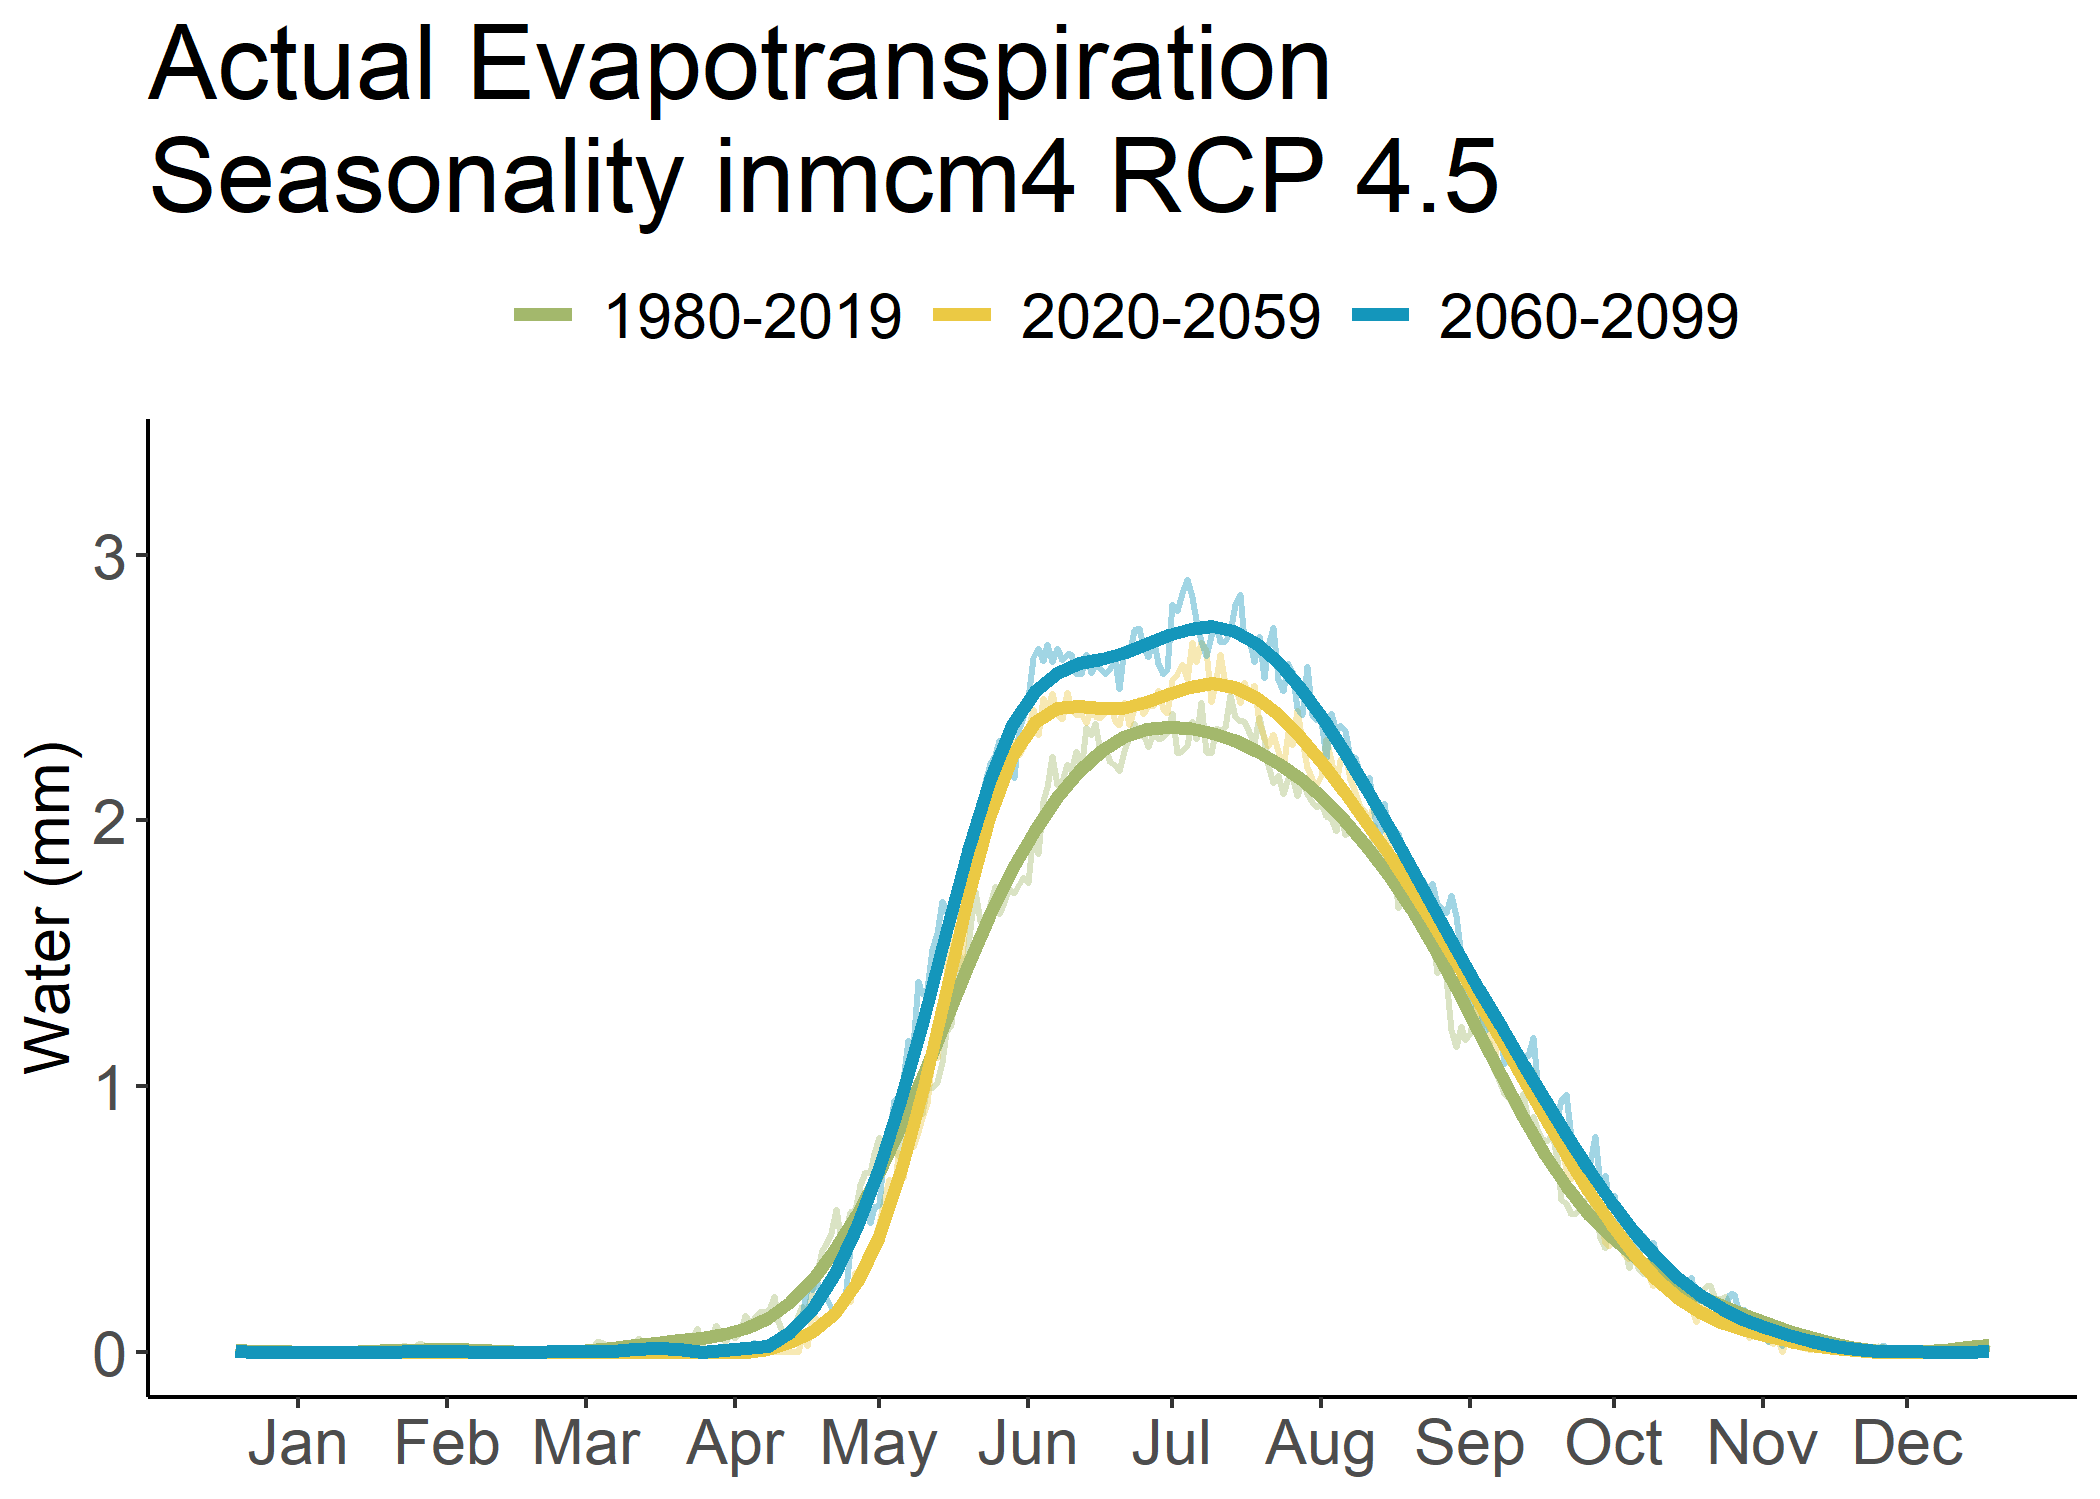 Actual Evapotranspiration
Seasonality inmcm4 RCP 4.5
1980-2019 2020-2059 2060-2099
Water (mm)
3
2
1
0
Jan Feb Mar Apr May Jun Jul Aug Sep Oct Nov Dec